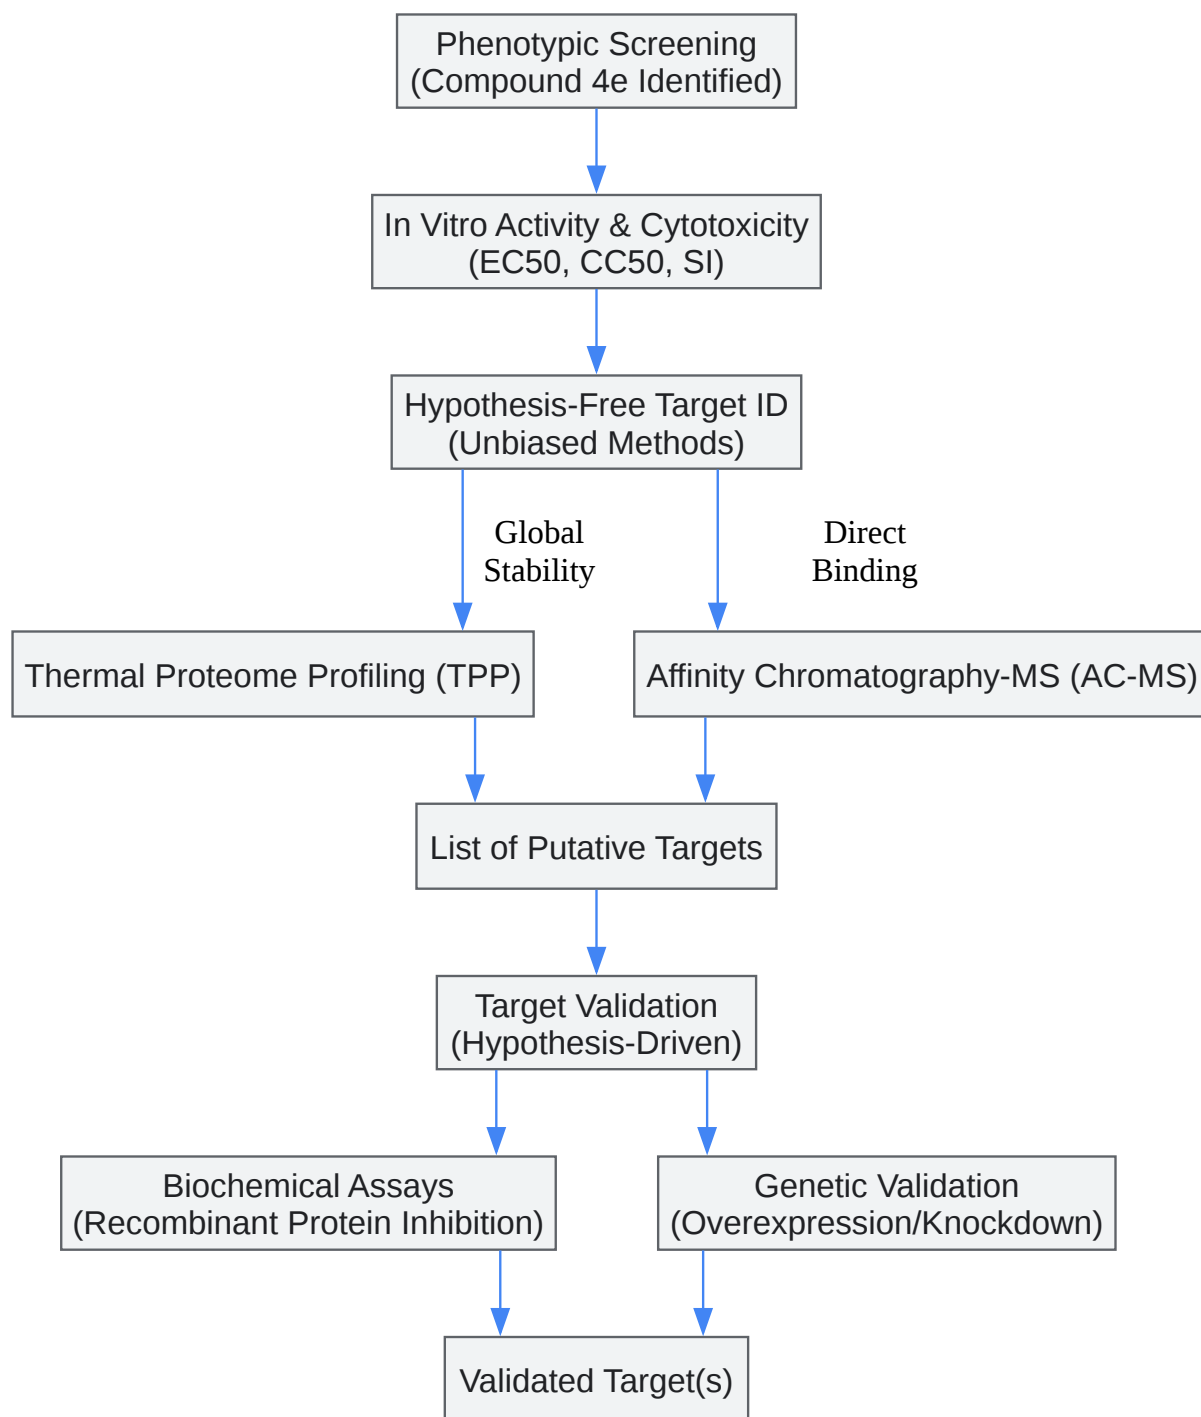 Phenotypic Screening
(Compound 4e Identified)
In Vitro Activity & Cytotoxicity
(EC50, CC50, SI)
Hypothesis-Free Target ID
(Unbiased Methods)
Global
Stability
Direct
Binding
Thermal Proteome Profiling (TPP)
Affinity Chromatography-MS (AC-MS)
List of Putative Targets
Target Validation
(Hypothesis-Driven)
Biochemical Assays
(Recombinant Protein Inhibition)
Genetic Validation
(Overexpression/Knockdown)
Validated Target(s)